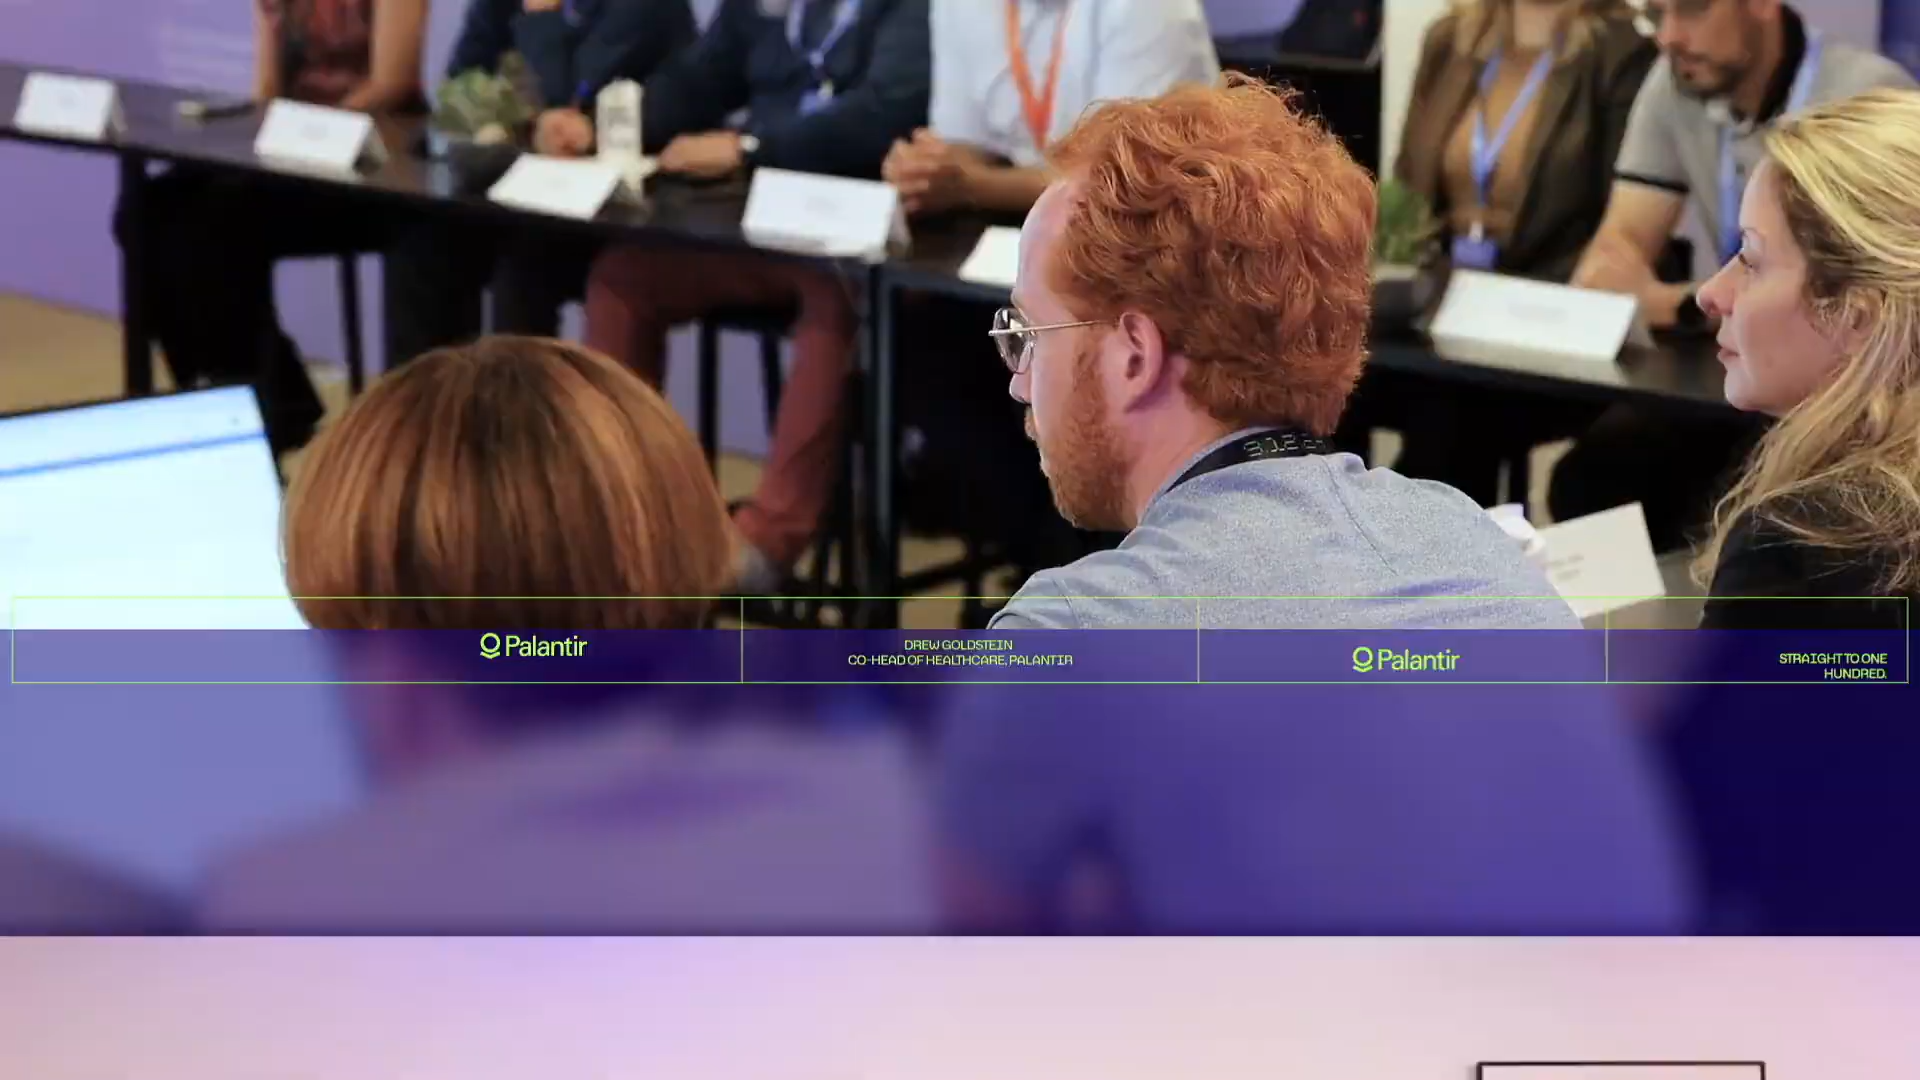 Palantir
DREW GOLDSTEIN
CO-HEAD OF HEALTHCARE, PALANTIR
Palantir
STRAIGHT TO ONE
HUNDRED.